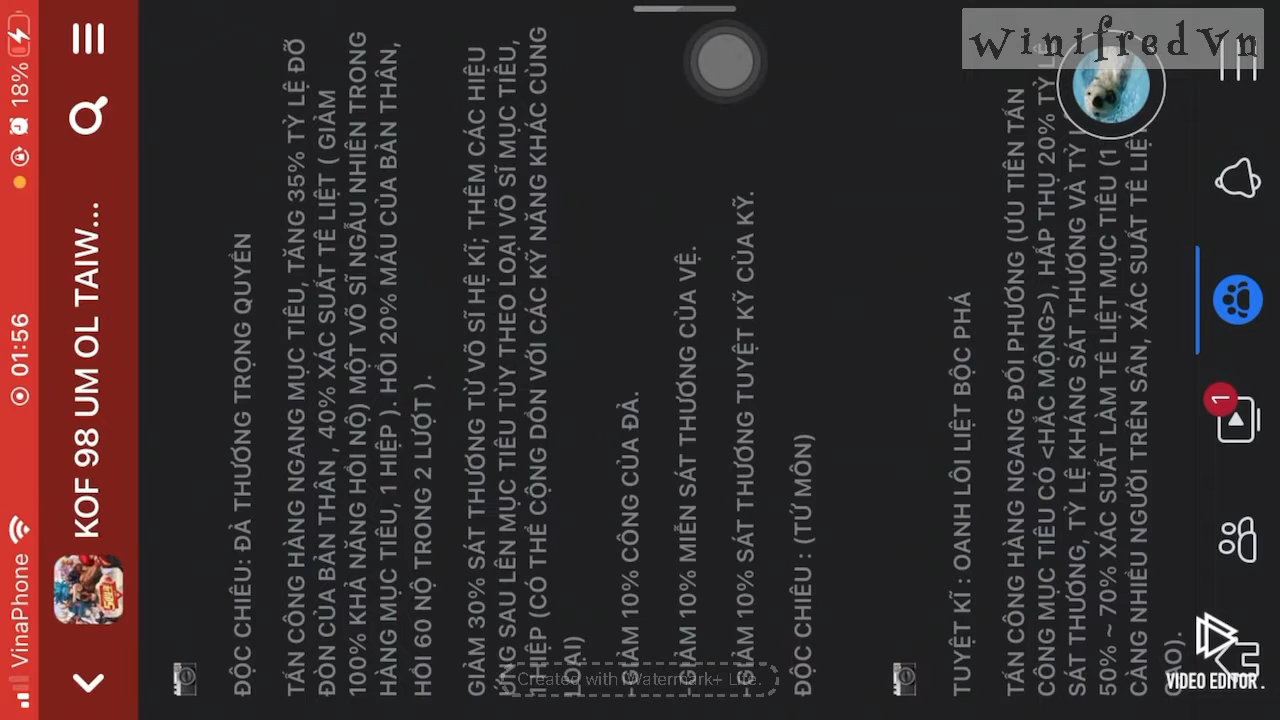 VinaPhone
01:56
18%
KOF 98 UM OL TAIW...
ĐỘC CHIÊU: ĐẢ THƯƠNG TRỌNG QUYỀN
TẤN CÔNG HÀNG NGANG MỤC TIÊU, TĂNG 35% TỶ LỆ ĐỠ
ĐÒN CỦA BẢN THÂN , 40% XÁC SUẤT TÊ LIỆT ( GIẢM
100% KHẢ NĂNG HỒI NỘ) MỘT VÕ SĨ NGẪU NHIÊN TRONG
HÀNG MỤC TIÊU, 1 HIỆP ). HỒI 20% MÁU CỦA BẢN THÂN,
HỒI 60 NỘ TRONG 2 LƯỢT ).
GIẢM 30% SÁT THƯƠNG TỪ VÕ SĨ HỆ KĨ; THÊM CÁC HIỆU
ỨNG SAU LÊN MỤC TIÊU TÙY THEO LOẠI VÕ SĨ MỤC TIÊU,
1 HIỆP (CÓ THỂ CỘNG DỒN VỚI CÁC KỸ NĂNG KHÁC CÙNG
LOẠI)
-GIẢM 10% CÔNG CỦA ĐẢ.
-GIẢM 10% MIỄN SÁT THƯƠNG CỦA VỆ.
-GIẢM 10% SÁT THƯƠNG TUYỆT KỸ CỦA KỸ.
ĐỘC CHIÊU : (TỨ MÔN)
TUYỆT KĨ : OANH LÔI LIỆT BỘC PHÁ
TẤN CÔNG HÀNG NGANG ĐỐI PHƯƠNG (ƯU TIÊN TẤN
CÔNG MỤC TIÊU CÓ <HẮC MỘNG>), HẤP THỤ 20% TỶ LỆ
SÁT THƯƠNG, TỶ LỆ KHÁNG SÁT THƯƠNG VÀ TỶ
50% ~ 70% XÁC SUẤT LÀM TÊ LIỆT MỤC TIÊU (1
CÀNG NHIỀU NGƯỜI TRÊN SÂN, XÁC SUẤT TÊ LIỆT
CAO).
1
WinifredVn
Created with iWatermark+ Life.
VIDEO EDITOR .